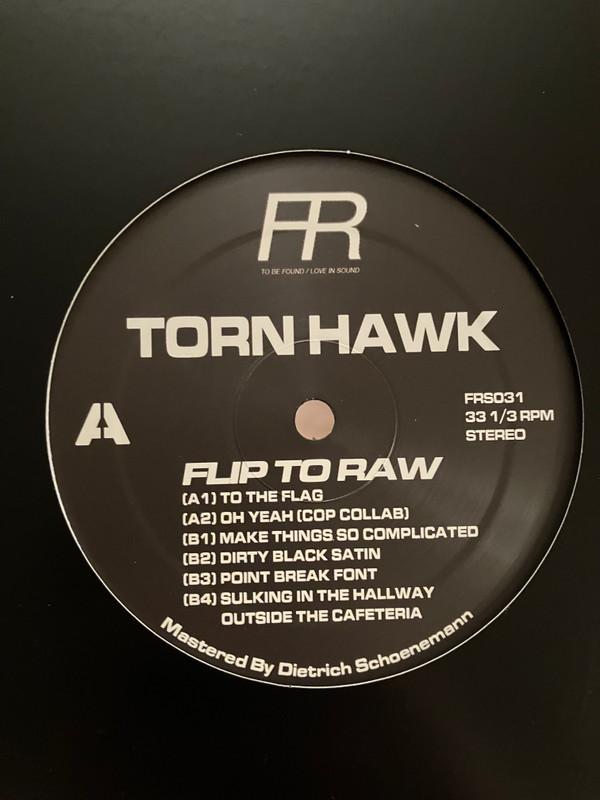 FR
TO BE FOUND / LOVE IN SOUND
TORN HAWK
A
FRS031
33 1/3 RPM
STEREO
FLIP TO RAW
(A1) TO THE FLAG
(A2) OH YEAH (COP COLLAB)
(B1) MAKE THINGS SO COMPLICATED
(B2) DIRTY BLACK SATIN
(B3) POINT BREAK FONT
(B4) SULKING IN THE HALLWAY
OUTSIDE THE CAFETERIA
Mastered By Dietrich Schoenemann